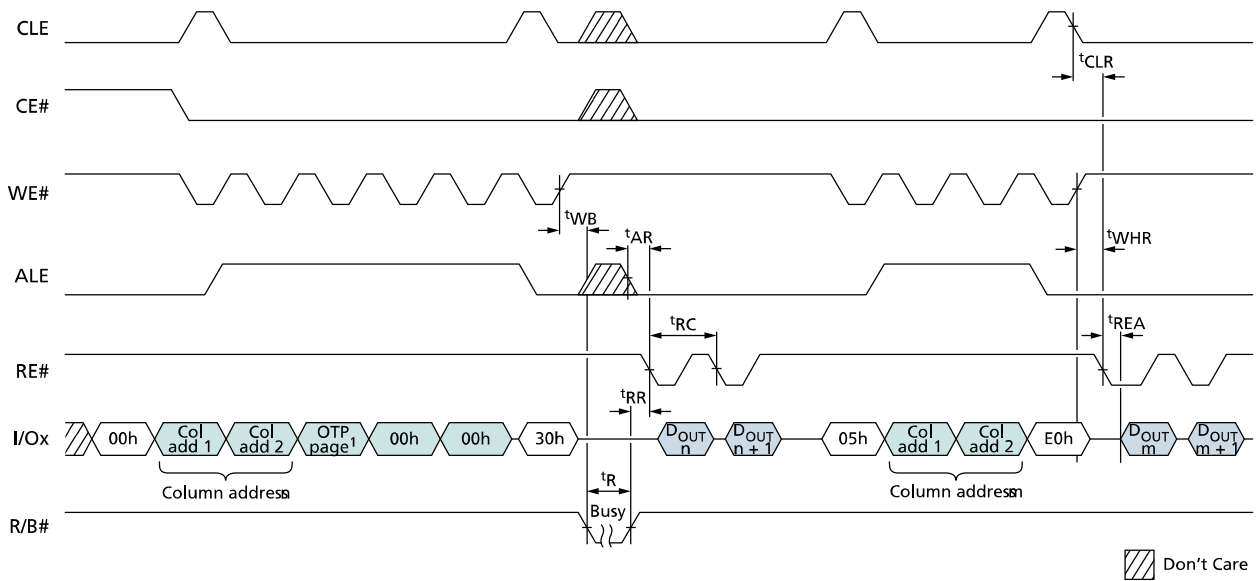 CLE
tCLR
CE#
WE#
tWB
tAR
tWHR
ALE
tRC
tREA
RE#
tRR
I/Ox
00h
Col
add 1
Col
add 2
OTP
page1
00h
00h
30h
DOUT
n
DOUT
n + 1
05h
Col
add 1
Col
add 2
E0h
DOUT
m
DOUT
m + 1
Column address n
Column address m
tR
Busy
R/B#
Don't Care